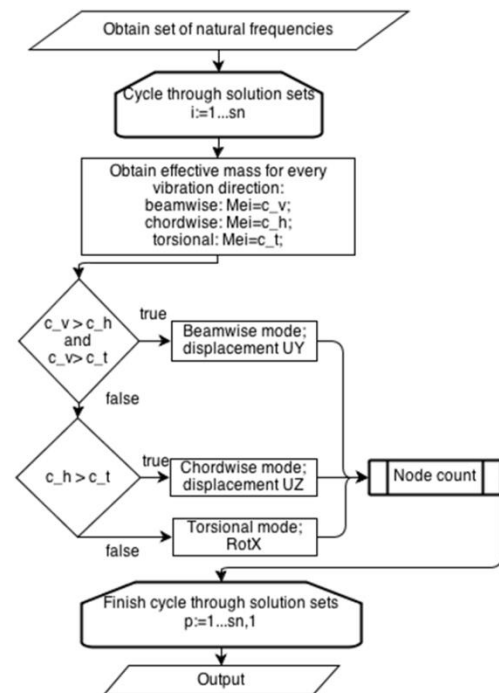 Obtain set of natural frequencies
Cycle through solution sets
i:=1...sn
Obtain effective mass for every
vibration direction:
beamwise: Mei=c_v;
chordwise: Mei=c_h;
torsional: Mei=c_t;
c_v > c_h
and
c_v> c_t
true
Beamwise mode;
displacement UY
false
c_h > c_t
true
Chordwise mode;
displacement UZ
Node count
false
Torsional mode;
RotX
Finish cycle through solution sets
p:=1...sn,1
Output